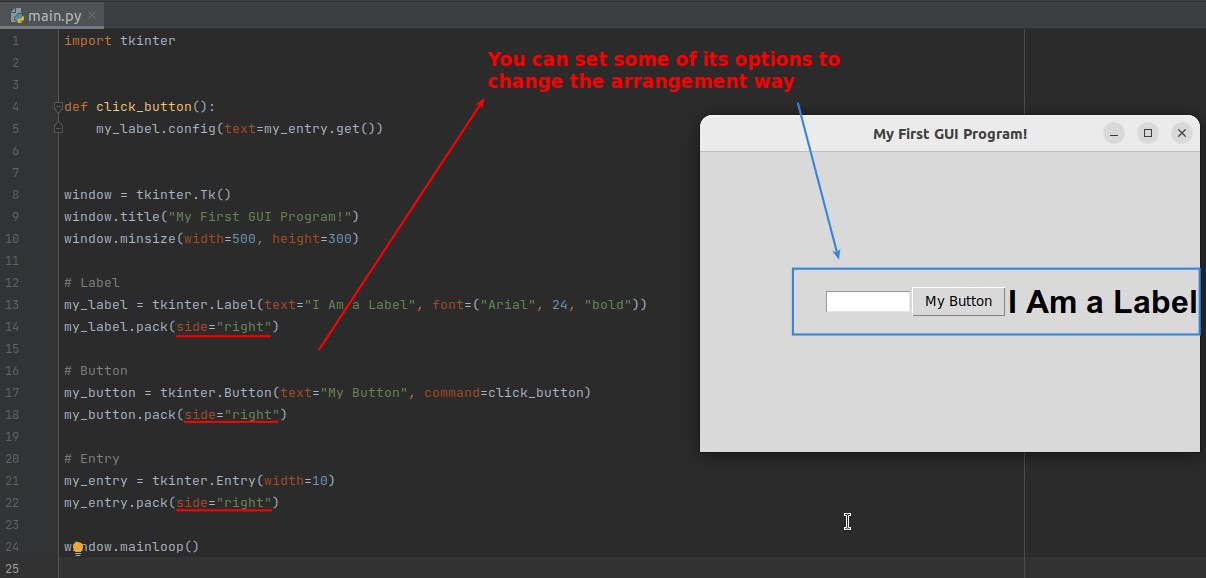 main.py
1 import tkinter
2
3
4 def click_button():
5 my_label.config(text=my_entry.get())
6
7
8 window = tkinter.Tk()
9 window.title("My First GUI Program!")
10 window.minsize(width=500, height=300)
11
12 # Label
13 my_label = tkinter.Label(text="I Am a Label", font=("Arial", 24, "bold"))
14 my_label.pack(side="right")
15
16 # Button
17 my_button = tkinter.Button(text="My Button", command=click_button)
18 my_button.pack(side="right")
19
20 # Entry
21 my_entry = tkinter.Entry(width=10)
22 my_entry.pack(side="right")
23
24 window.mainloop()
25
You can set some of its options to
change the arrangement way
My First GUI Program!
My Button I Am a Label